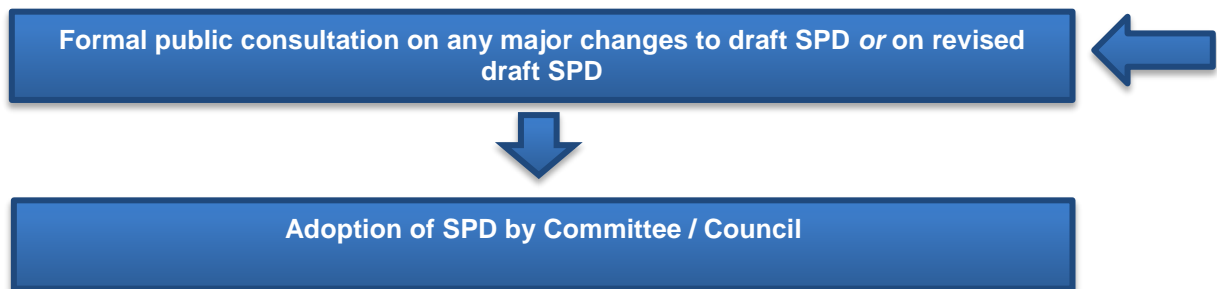 Formal public consultation on any major changes to draft SPD or on revised
draft SPD
Adoption of SPD by Committee / Council